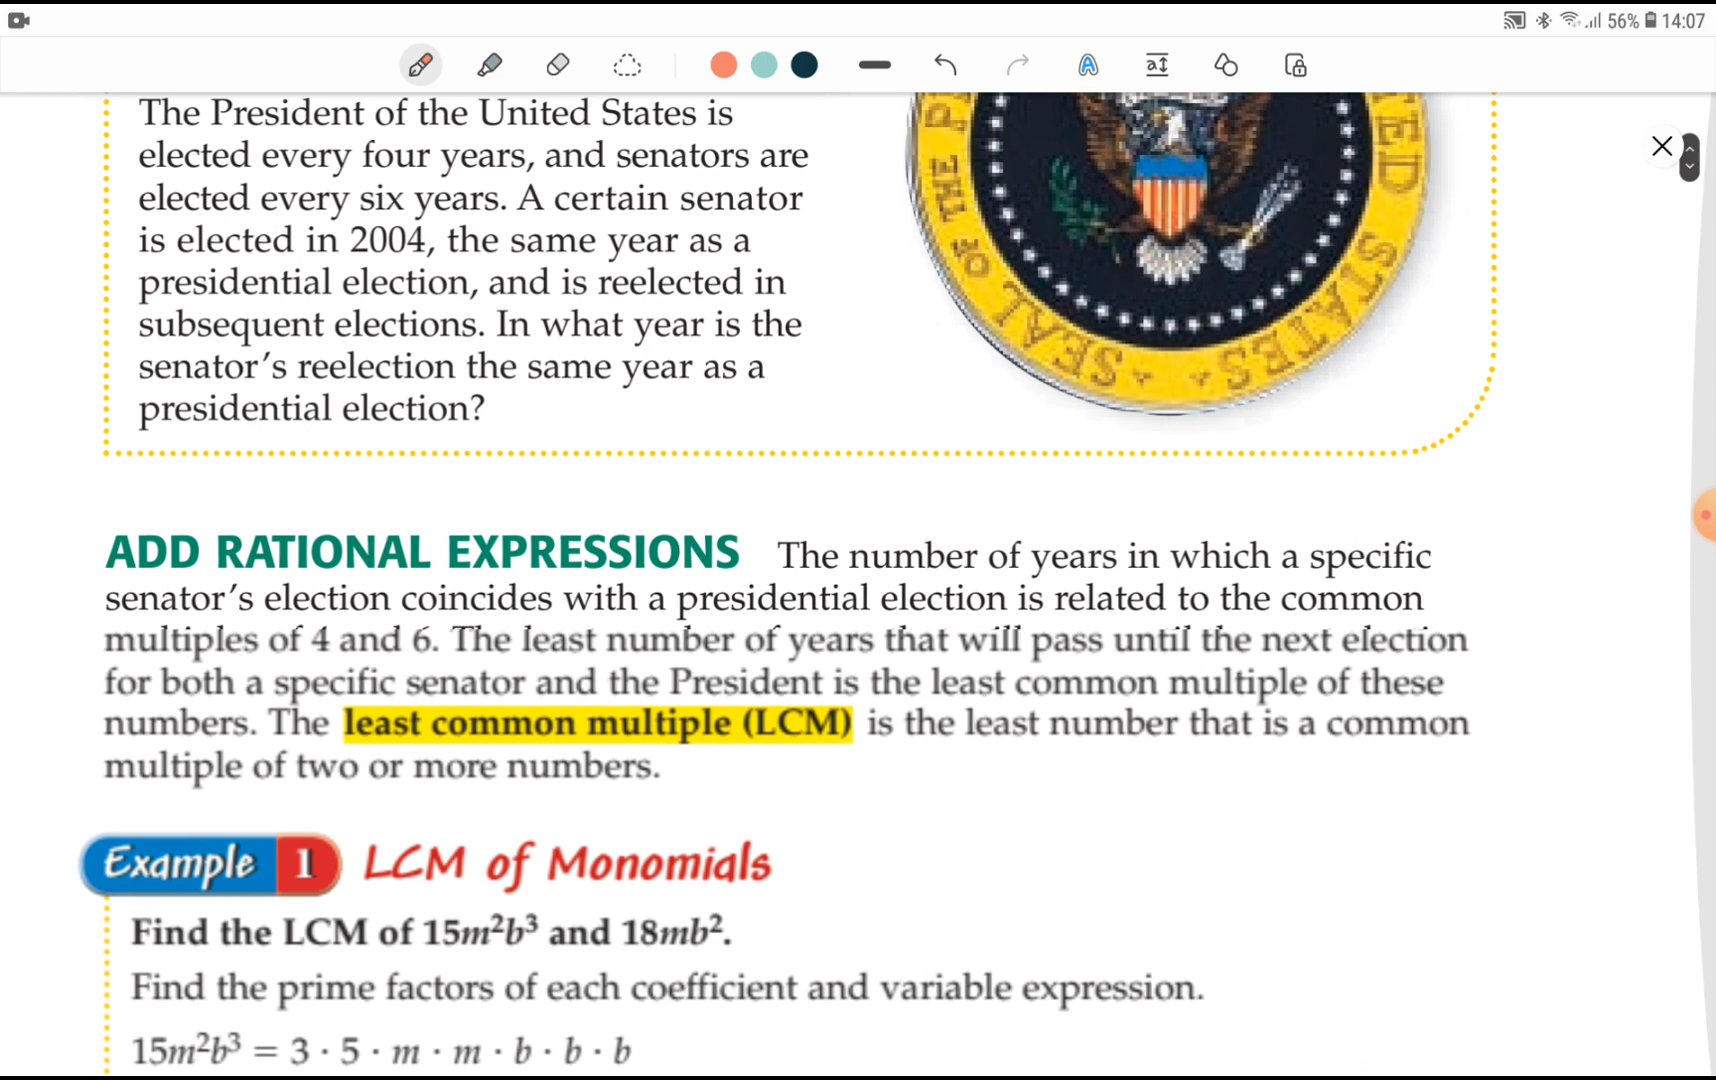 56% 14:07
The President of the United States is
elected every four years, and senators are
elected every six years. A certain senator
is elected in 2004, the same year as a
presidential election, and is reelected in
subsequent elections. In what year is the
senator’s reelection the same year as a
presidential election?
SEAL OF THE P
TED STATES
ADD RATIONAL EXPRESSIONS The number of years in which a specific
senator’s election coincides with a presidential election is related to the common
multiples of 4 and 6. The least number of years that will pass until the next election
for both a specific senator and the President is the least common multiple of these
numbers. The least common multiple (LCM) is the least number that is a common
multiple of two or more numbers.
Example 1 LCM of Monomials
Find the LCM of 15m²b³ and 18mb².
Find the prime factors of each coefficient and variable expression.
15m²b³ = 3 · 5 · m · m · b · b · b